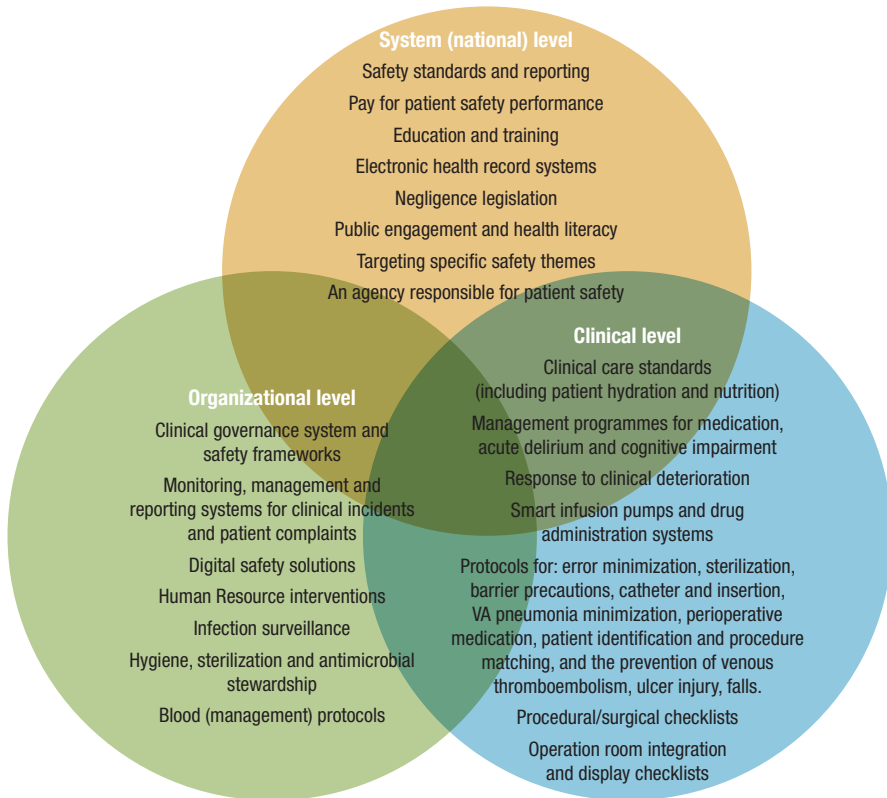 System (national) level
Safety standards and reporting
Pay for patient safety performance
Education and training
Electronic health record systems
Negligence legislation
Public engagement and health literacy
Targeting specific safety themes
An agency responsible for patient safety
Organizational level
Clinical governance system and
safety frameworks
Monitoring, management and
reporting systems for clinical incidents
and patient complaints
Digital safety solutions
Human Resource interventions
Infection surveillance
Hygiene, sterilization and antimicrobial
stewardship
Blood (management) protocols
Clinical level
Clinical care standards
(including patient hydration and nutrition)
Management programmes for medication,
acute delirium and cognitive impairment
Response to clinical deterioration
Smart infusion pumps and drug
administration systems
Protocols for: error minimization, sterilization,
barrier precautions, catheter and insertion,
VA pneumonia minimization, perioperative
medication, patient identification and procedure
matching, and the prevention of venous
thromboembolism, ulcer injury, falls.
Procedural/surgical checklists
Operation room integration
and display checklists